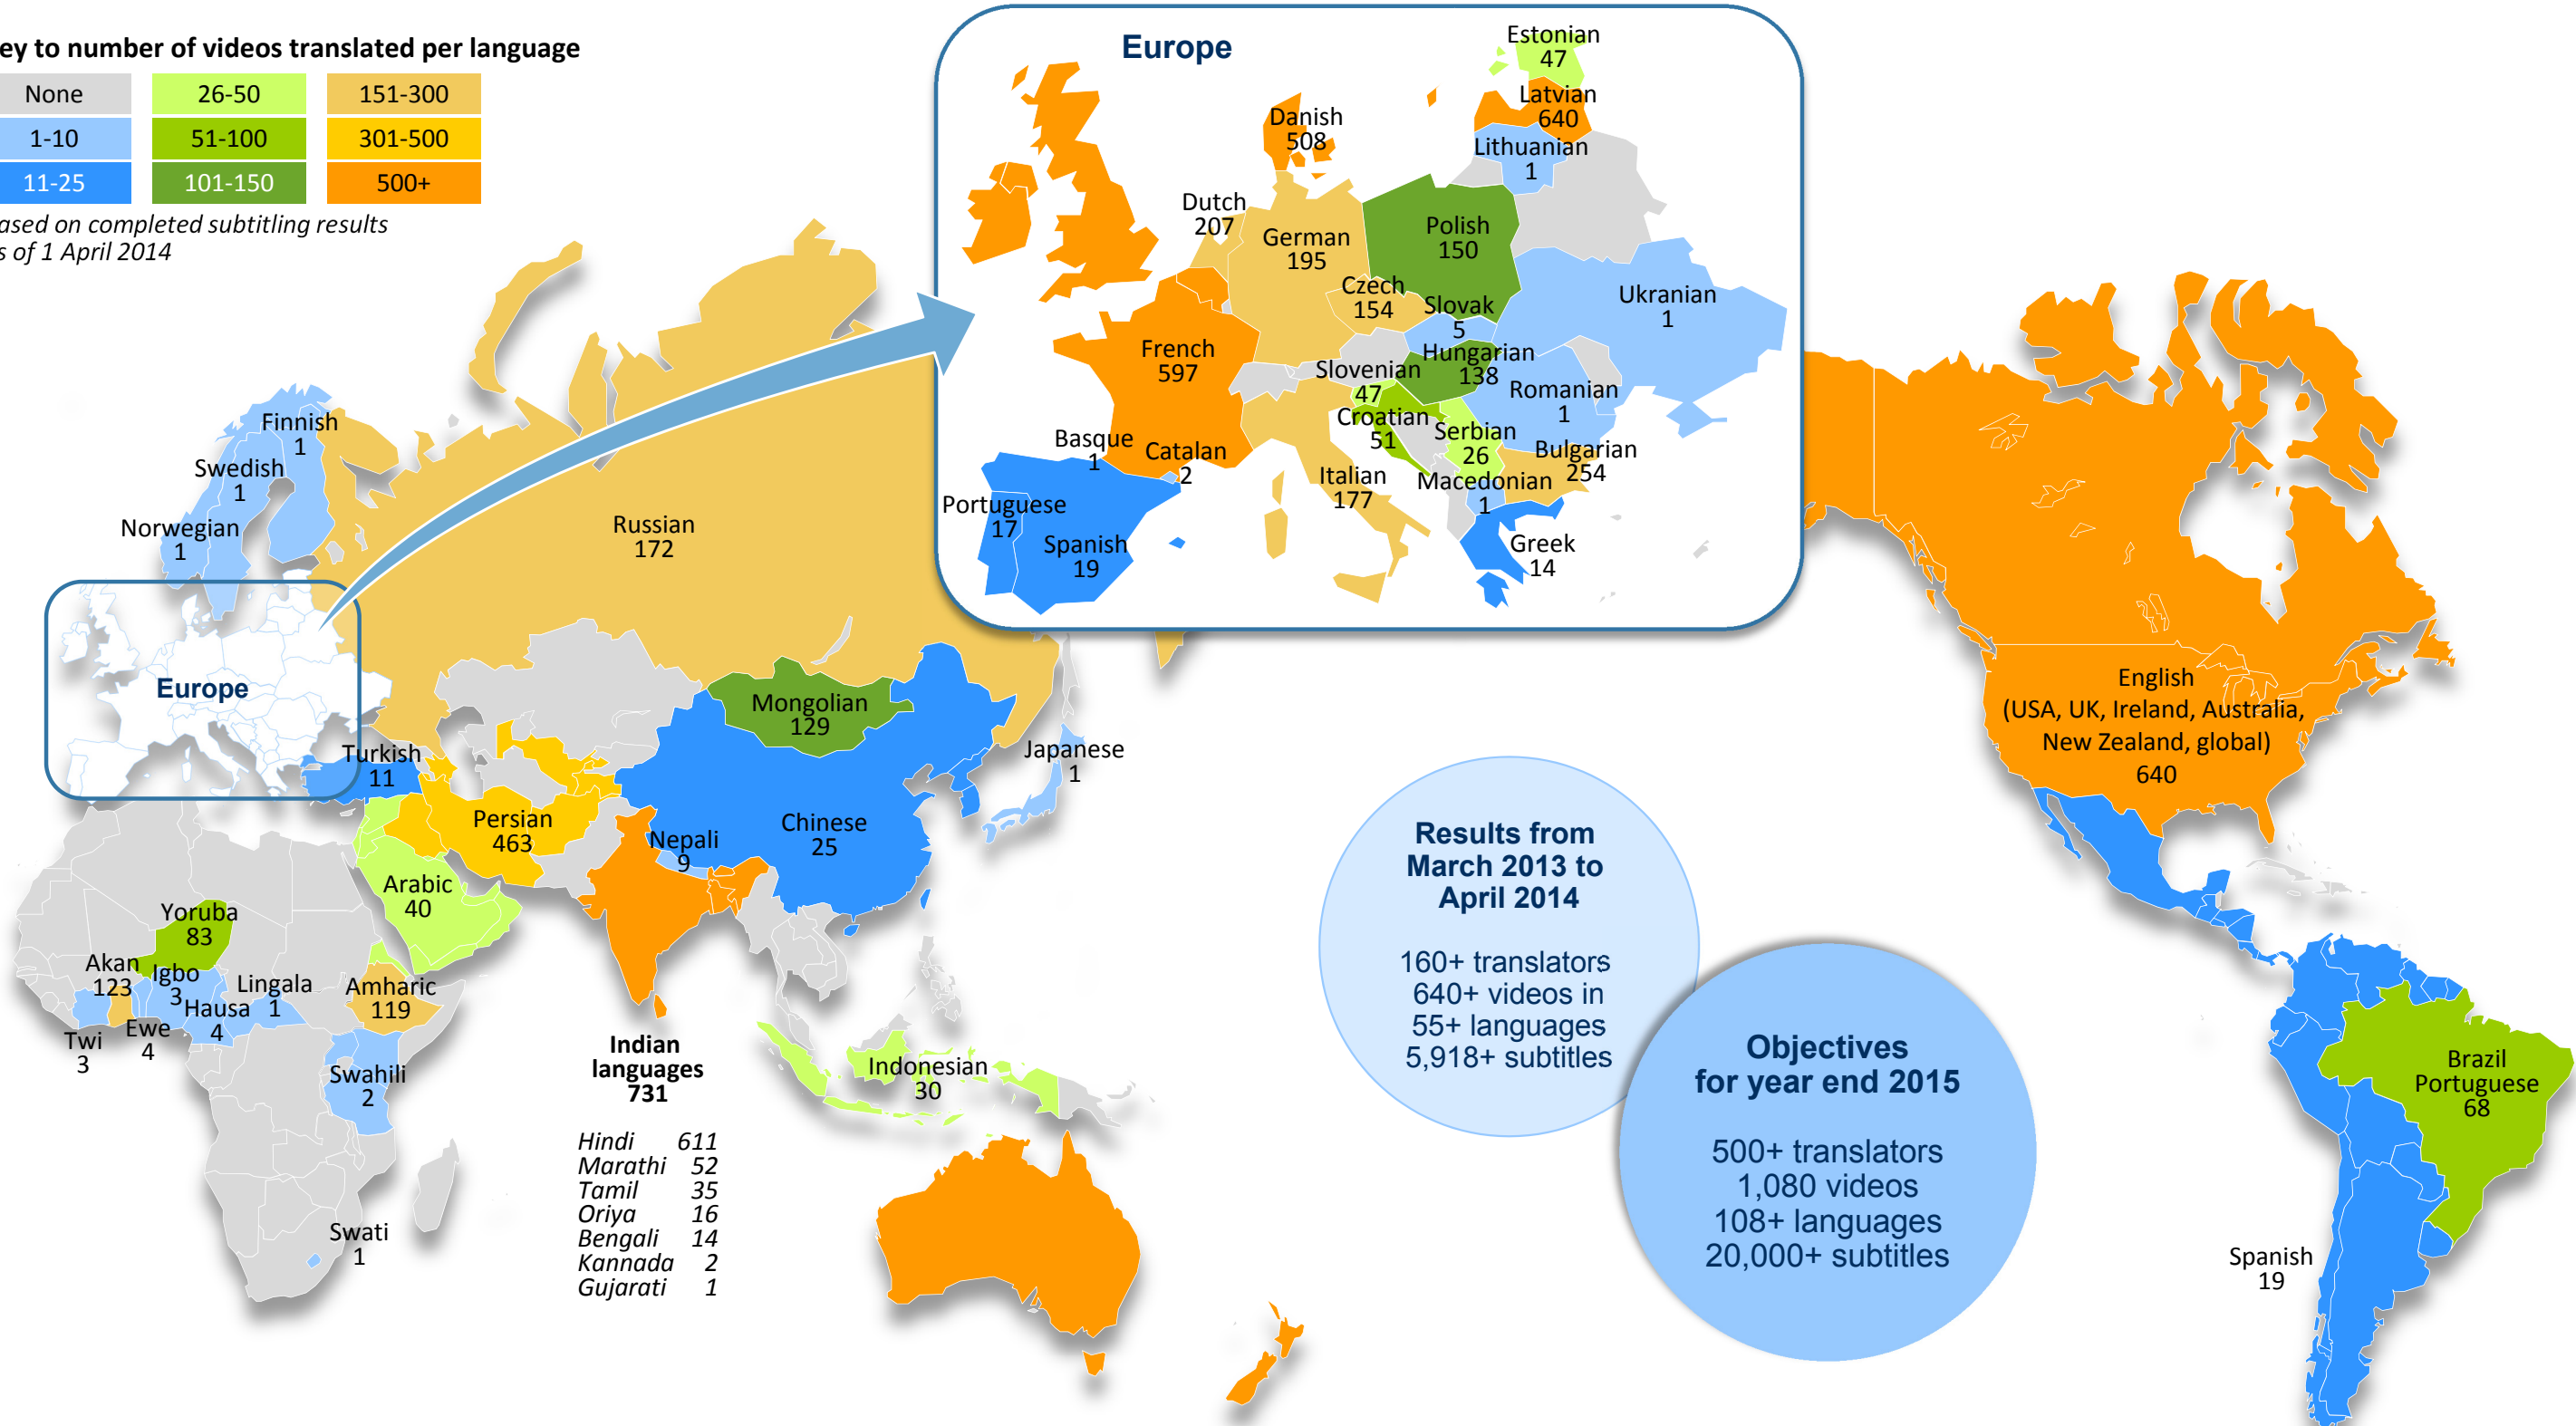 ey to number of videos translated per language
None
26-50
151-300
1-10
51-100
301-500
11-25
101-150
500+
ased on completed subtitling results
s of 1 April 2014
Europe
Estonian
47
Latvian
640
Lithuanian
1
Danish
508
Dutch
207
German
195
Polish
150
Czech
154
Slovak
5
Ukranian
1
French
597
Hungarian
138
Slovenian
47
Romanian
1
Croatian
51
Serbian
26
Bulgarian
254
Basque
1
Catalan
2
Italian
177
Macedonian
1
Portuguese
17
Spanish
19
Greek
14
Finnish
1
Swedish
1
Norwegian
1
Russian
172
Europe
Mongolian
129
Turkish
11
Japanese
1
Persian
463
Nepali
9
Chinese
25
Arabic
40
Yoruba
83
Akan
123
Igbo
3
Hausa
4
Lingala
1
Amharic
119
Twi
3
Ewe
4
Swahili
2
Swati
1
Indian
languages
731
Hindi 611
Marathi 52
Tamil 35
Oriya 16
Bengali 14
Kannada 2
Gujarati 1
Indonesian
30
English
(USA, UK, Ireland, Australia,
New Zealand, global)
640
Results from
March 2013 to
April 2014
160+ translators
640+ videos in
55+ languages
5,918+ subtitles
Objectives
for year end 2015
500+ translators
1,080 videos
108+ languages
20,000+ subtitles
Brazil
Portuguese
68
Spanish
19